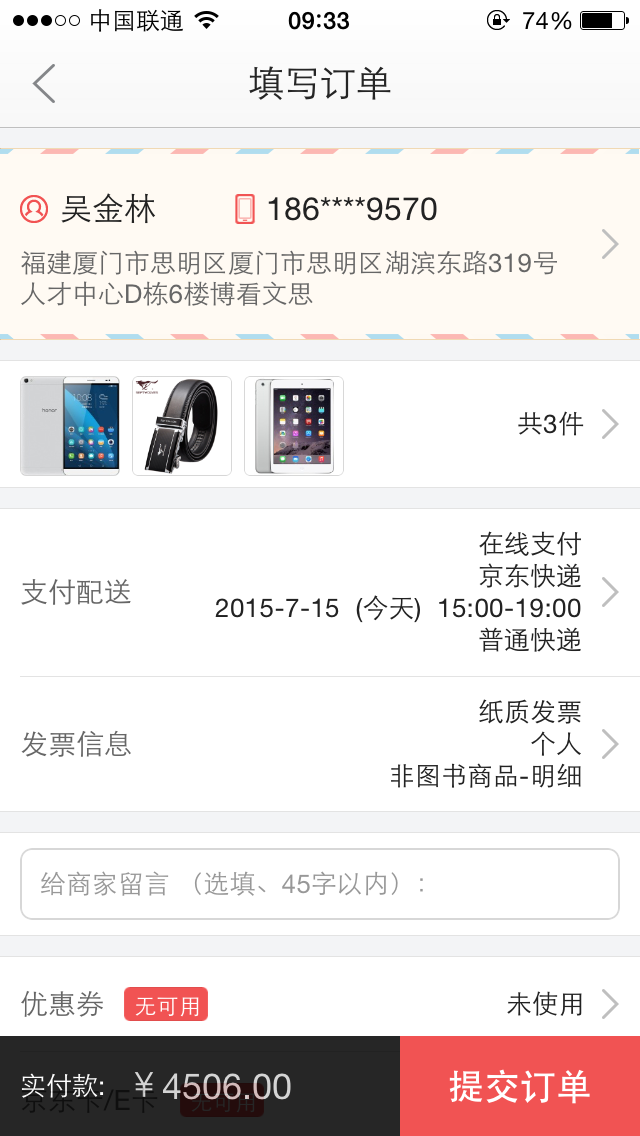 中国联通 09:33 74%
填写订单
吴金林 186****9570
福建厦门市思明区厦门市思明区湖滨东路319号
人才中心D栋6楼博看文思
honor
共3件
支付配送
在线支付
京东快递
2015-7-15 (今天) 15:00-19:00
普通快递
发票信息
纸质发票
个人
非图书商品-明细
给商家留言 （选填、45字以内）:
优惠券 无可用 未使用
京东卡/E卡 无可用
实付款: ￥4506.00 提交订单